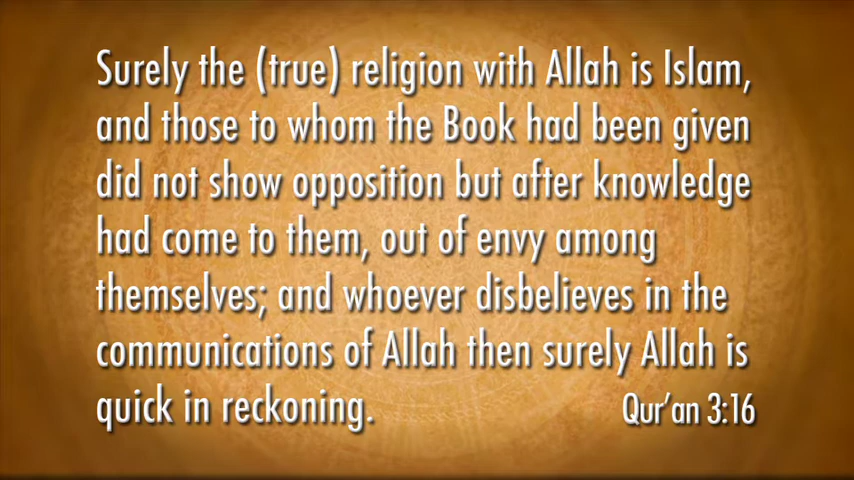 Surely the (true) religion with Allah is Islam,
and those to whom the Book had been given
did not show opposition but after knowledge
had come to them, out of envy among
themselves; and whoever disbelieves in the
communications of Allah then surely Allah is
quick in reckoning. Qur'an 3:16